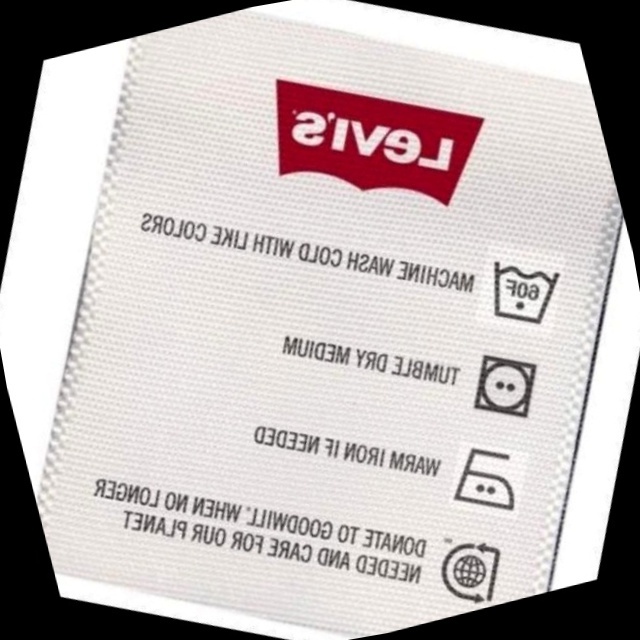 Levi's
60F
MACHINE WASH COLD WITH LIKE COLORS
TUMBLE DRY MEDIUM
WARM IRON IF NEEDED
DONATE TO GOODWILL™ WHEN NO LONGER
NEEDED AND CARE FOR OUR PLANET